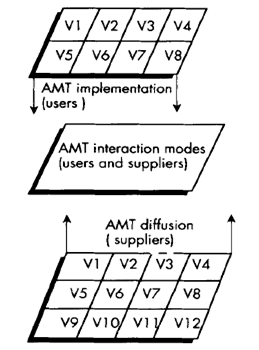 V1 V2 V3 V4
V5 V6 V7 V8
AMT implementation
(users )
AMT interaction modes
(users and suppliers)
AMT diffusion
( suppliers)
V1 V2 V3 V4
V5 V6 V7 V8
V9 V10 V11 V12